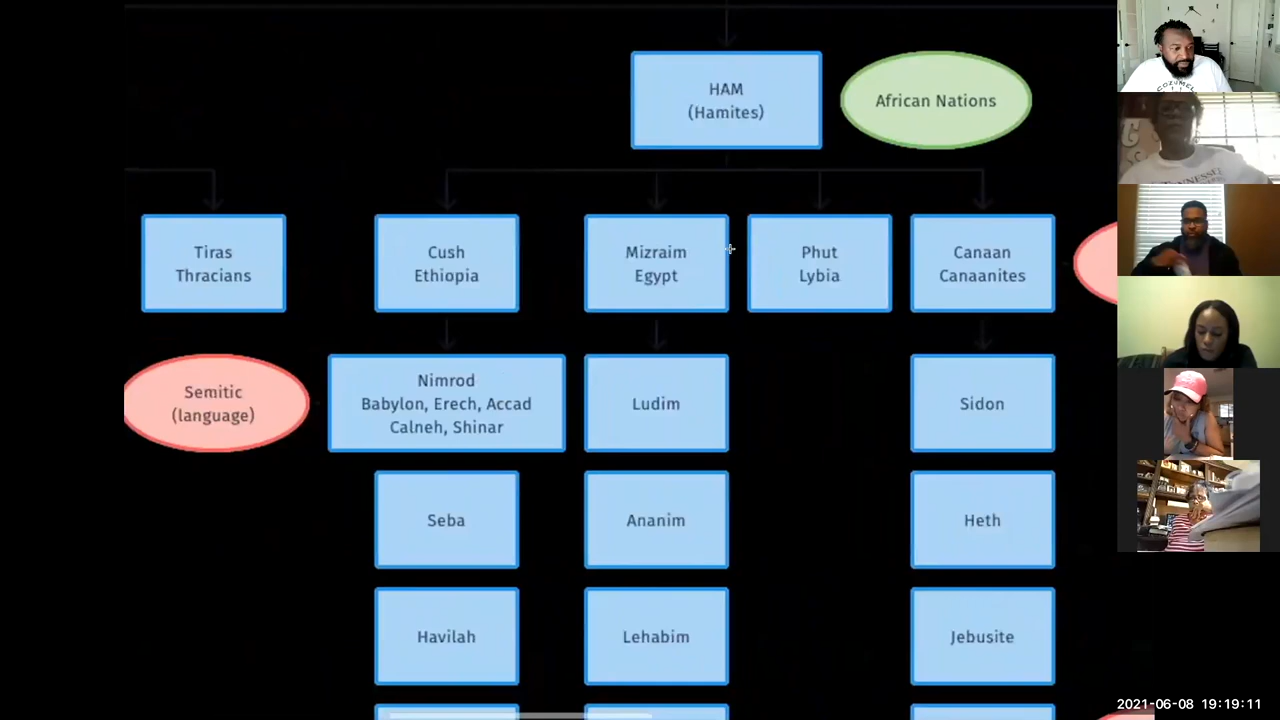 HAM
(Hamites)
African Nations
Tiras
Thracians
Cush
Ethiopia
Mizraim
Egypt
Phut
Lybia
Canaan
Canaanites
Semitic
(language)
Nimrod
Babylon, Erech, Accad
Calneh, Shinar
Ludim
Sidon
Seba
Ananim
Heth
Havilah
Lehabim
Jebusite
COZUMEL
2021-06-08 19:19:11